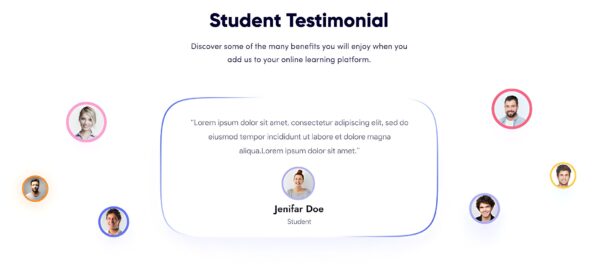 Student Testimonial
Discover some of the many benefits you will enjoy when you
add us to your online learning platform.
"Lorem ipsum dolor sit amet, consectetur adipiscing elit, sed do
eiusmod tempor incididunt ut labore et dolore magna
aliqua.Lorem ipsum dolor sit amet."
Jenifar Doe
Student